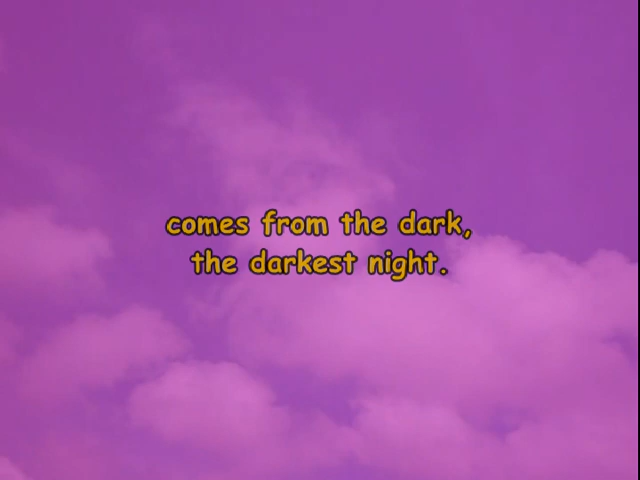 comes from the dark,
the darkest night.